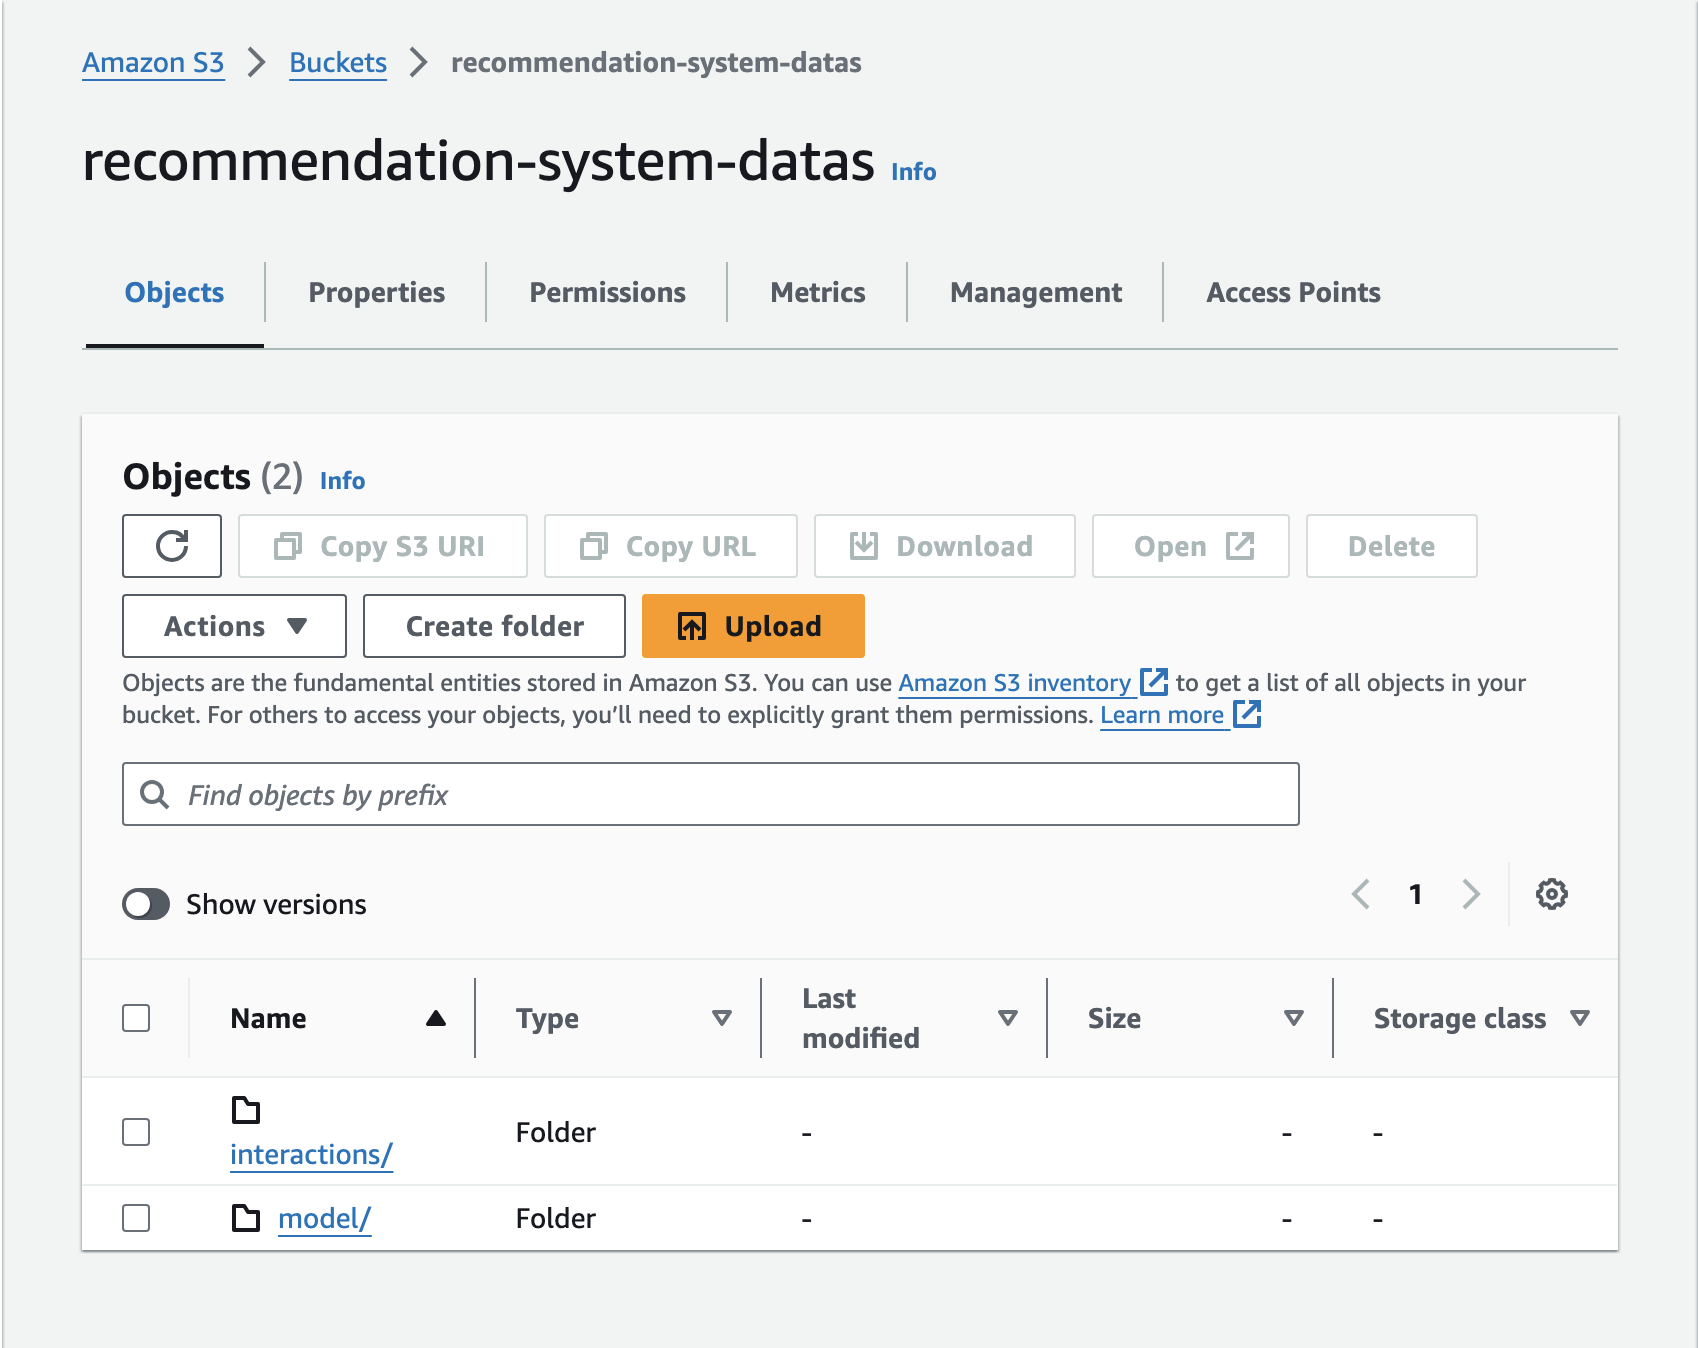 Amazon S3 > Buckets > recommendation-system-datas
recommendation-system-datas Info
Objects Properties Permissions Metrics Management Access Points
Objects (2) Info
Copy S3 URI Copy URL Download Open Delete
Actions Create folder Upload
Objects are the fundamental entities stored in Amazon S3. You can use Amazon S3 inventory to get a list of all objects in your
bucket. For others to access your objects, you’ll need to explicitly grant them permissions. Learn more
Find objects by prefix
Show versions 1
Name Type Last modified Size Storage class
interactions/ Folder - - -
model/ Folder - - -